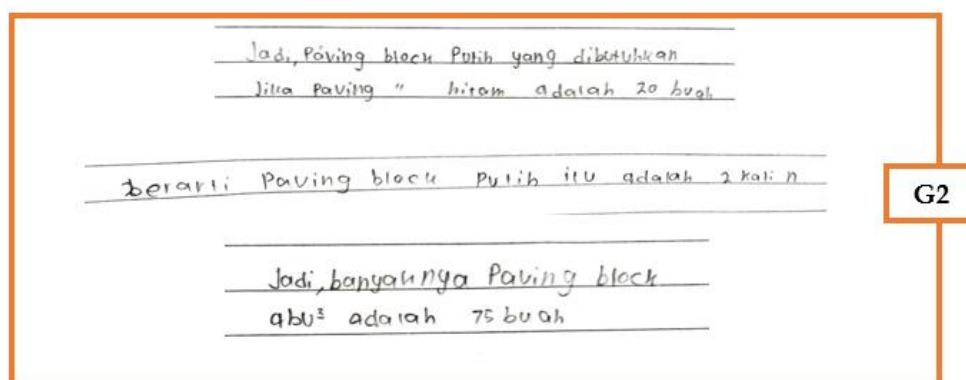 Jadi, Paving block Putih yang dibutuhkan
Jika Paving " hitam adalah 20 buah
berarti Paving block Putih itu adalah 2 kali n
G2
Jadi, banyaknya Paving block
abu² adalah 75 buah